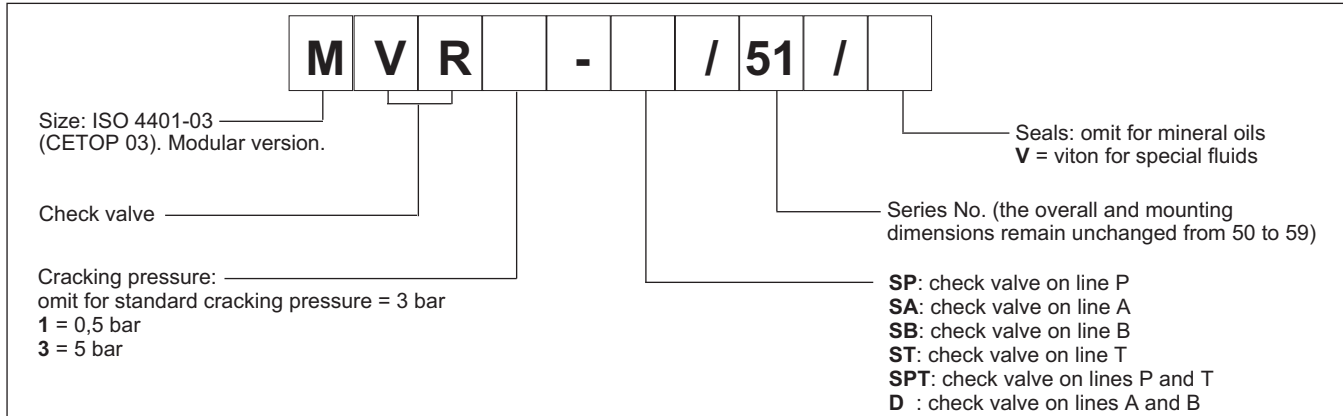 M V R - / 51 /
Size: ISO 4401-03
(CETOP 03). Modular version.
Check valve
Cracking pressure:
omit for standard cracking pressure = 3 bar
1 = 0,5 bar
3 = 5 bar
Seals: omit for mineral oils
V = viton for special fluids
Series No. (the overall and mounting
dimensions remain unchanged from 50 to 59)
SP: check valve on line P
SA: check valve on line A
SB: check valve on line B
ST: check valve on line T
SPT: check valve on lines P and T
D : check valve on lines A and B